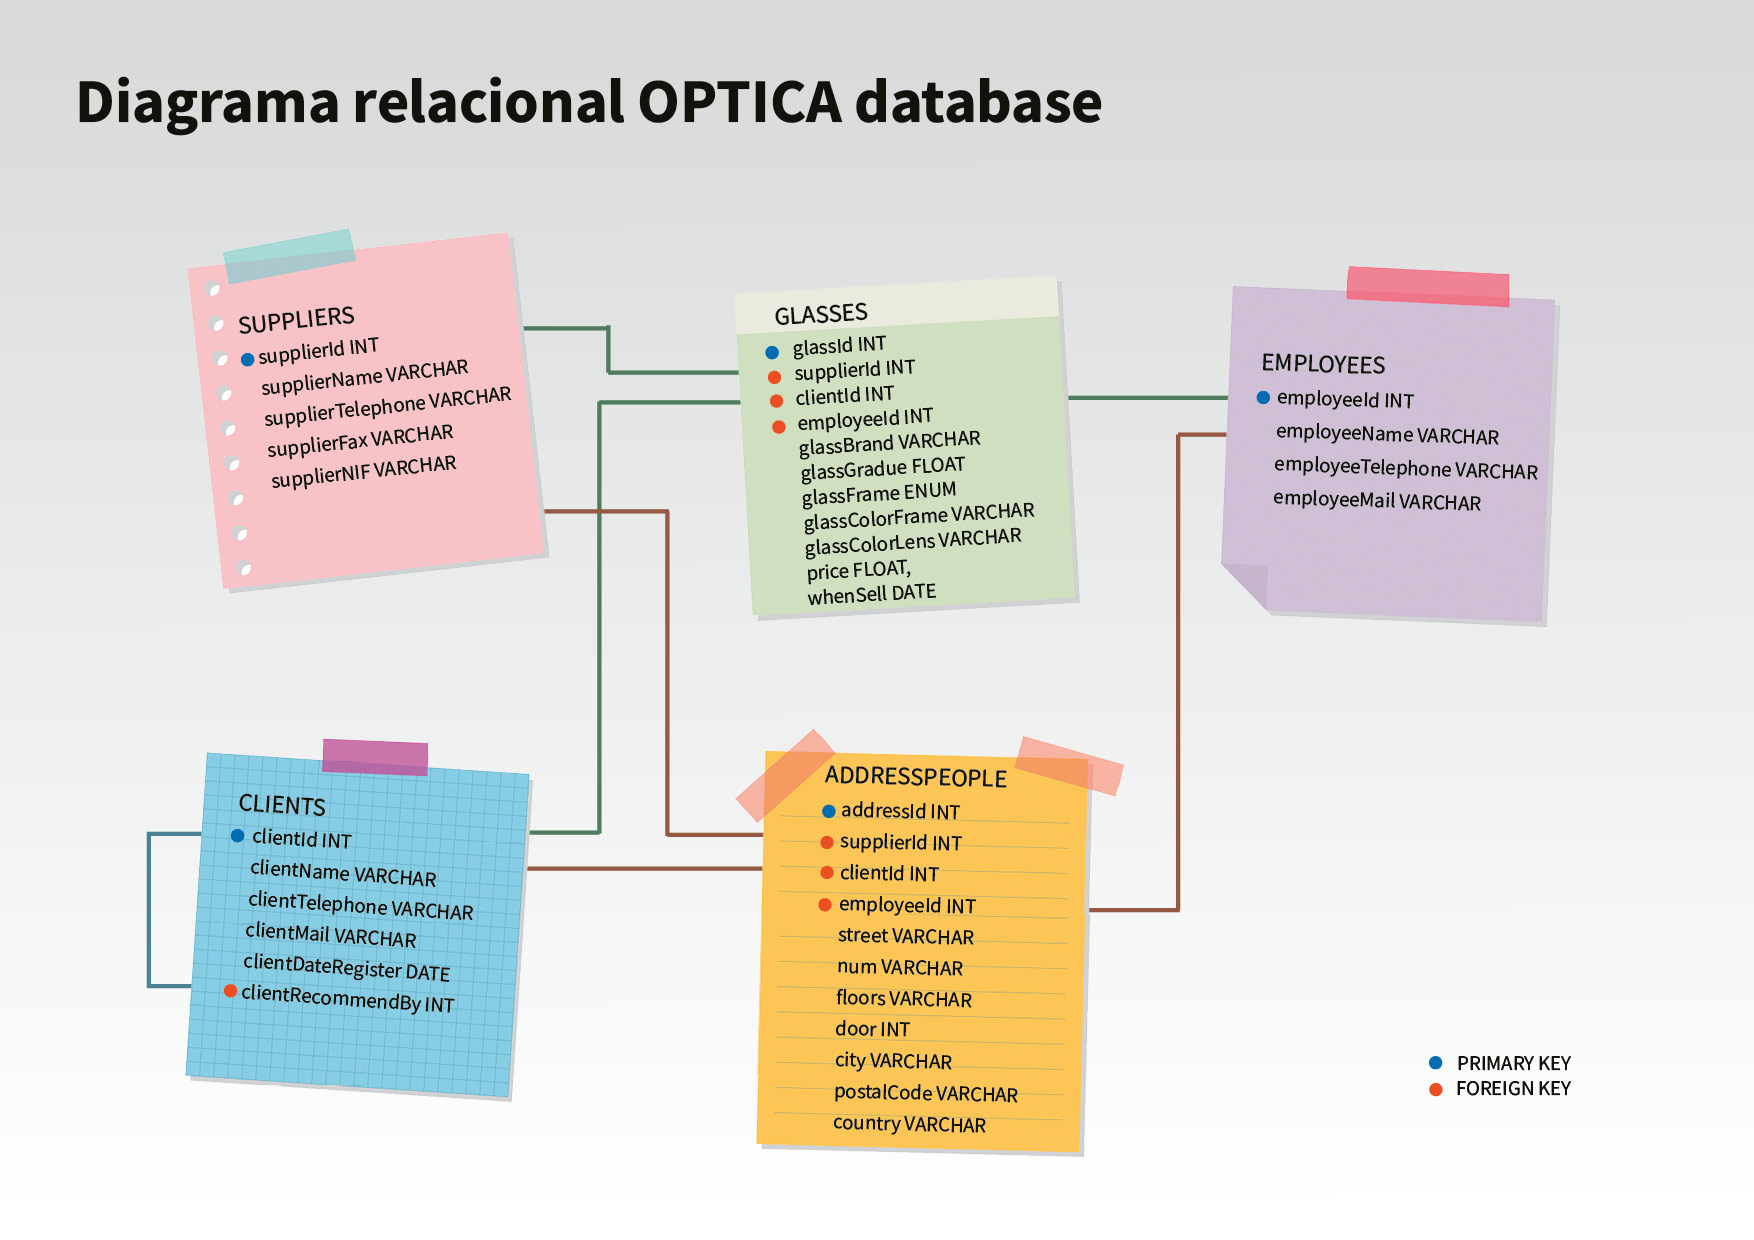 Diagrama relacional OPTICA database
SUPPLIERS
supplierId INT
supplierName VARCHAR
supplierTelephone VARCHAR
supplierFax VARCHAR
supplierNIF VARCHAR
GLASSES
glassId INT
supplierId INT
clientId INT
employeeId INT
glassBrand VARCHAR
glassGradue FLOAT
glassFrame ENUM
glassColorFrame VARCHAR
glassColorLens VARCHAR
price FLOAT,
whenSell DATE
EMPLOYEES
employeeId INT
employeeName VARCHAR
employeeTelephone VARCHAR
employeeMail VARCHAR
CLIENTS
clientId INT
clientName VARCHAR
clientTelephone VARCHAR
clientMail VARCHAR
clientDateRegister DATE
clientRecommendBy INT
ADDRESSPEOPLE
addressId INT
supplierId INT
clientId INT
employeeId INT
street VARCHAR
num VARCHAR
floors VARCHAR
door INT
city VARCHAR
postalCode VARCHAR
country VARCHAR
PRIMARY KEY
FOREIGN KEY